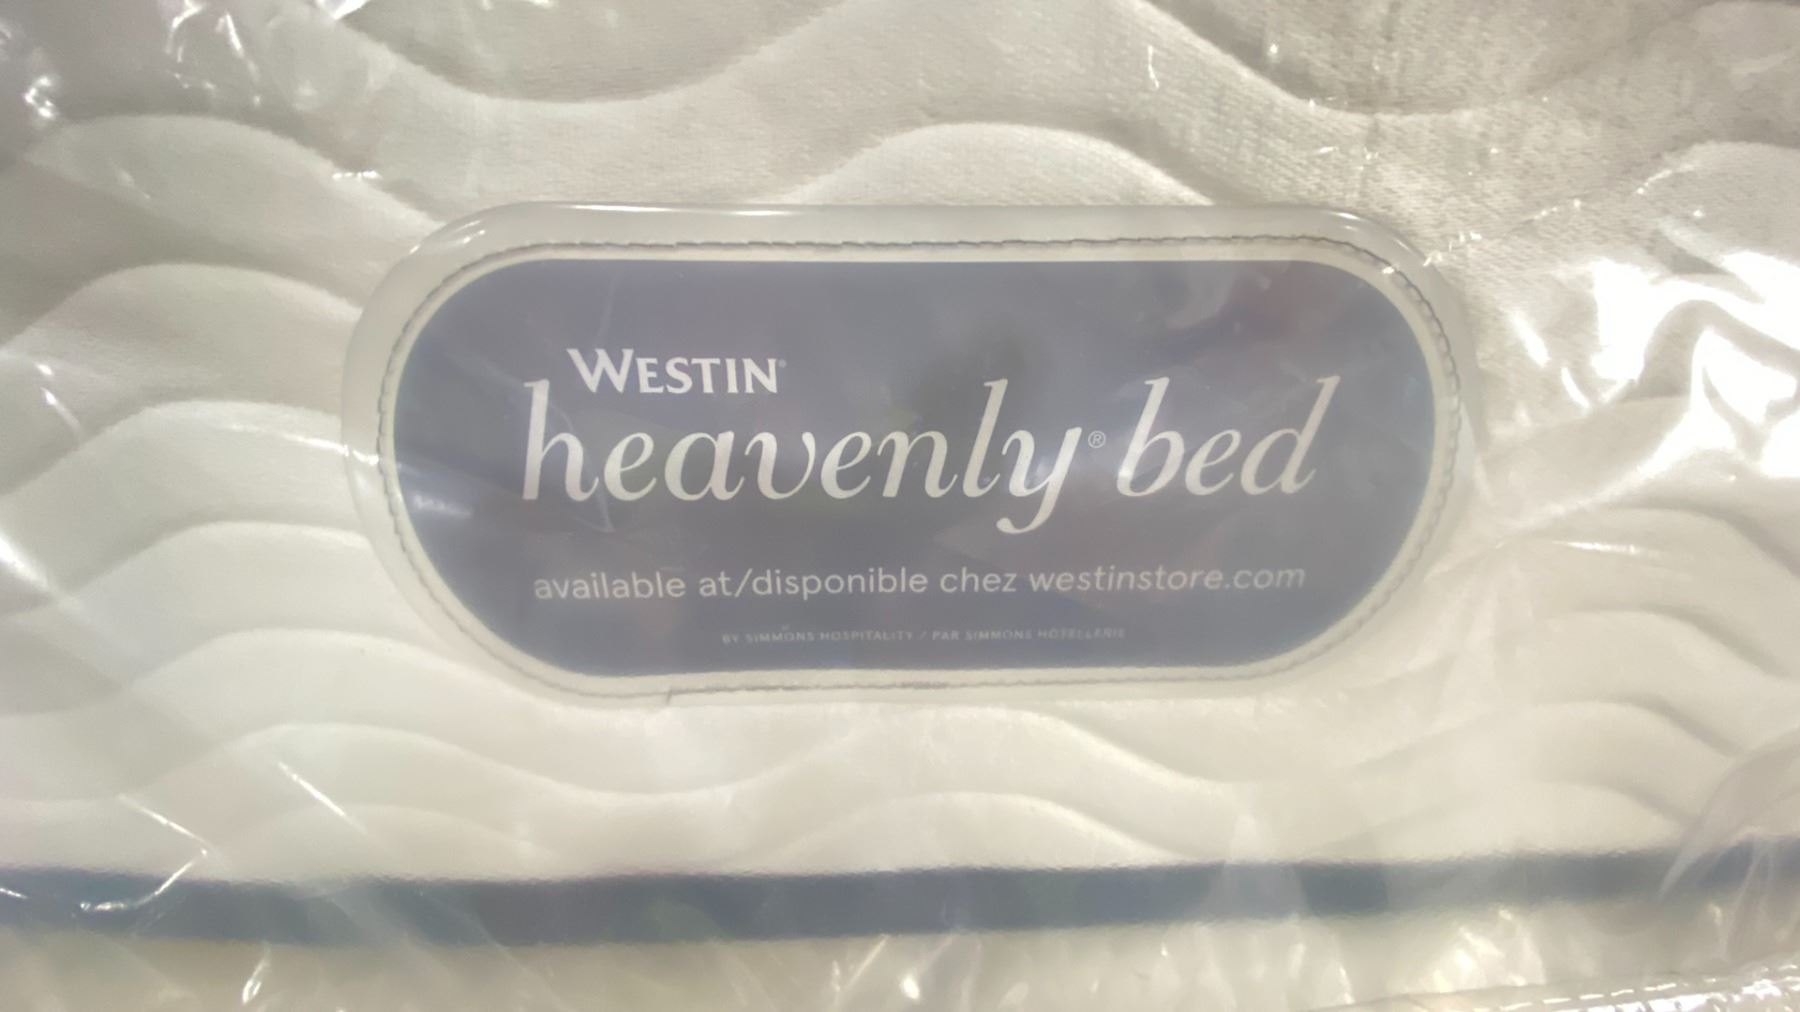 WESTIN®
heavenly® bed
available at/disponible chez westinstore.com
BY SIMMONS HOSPITALITY / PAR SIMMONS HÔTELLERIE